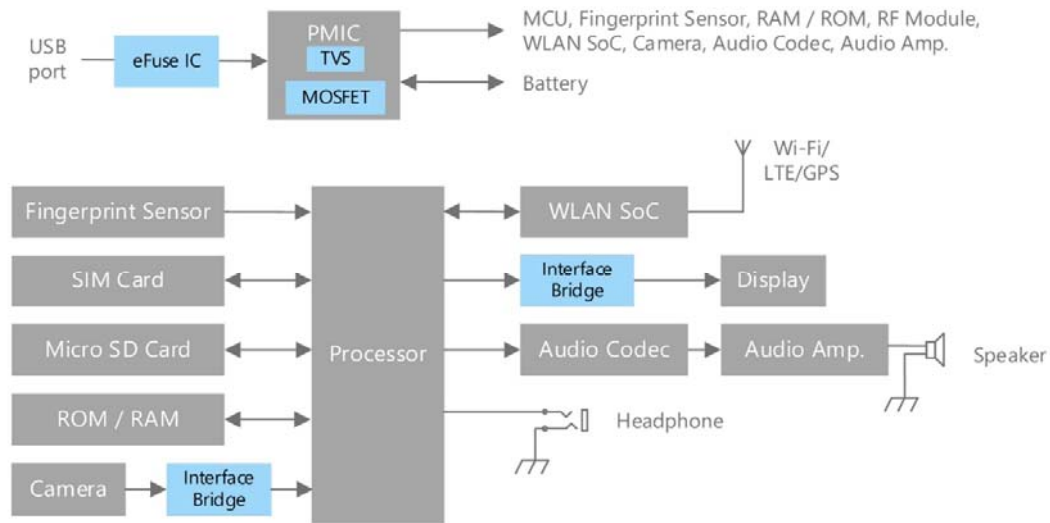 USB
port
eFuse IC
PMIC
TVS
MOSFET
MCU, Fingerprint Sensor, RAM / ROM, RF Module,
WLAN SoC, Camera, Audio Codec, Audio Amp.
Battery
Wi-Fi/
LTE/GPS
Fingerprint Sensor
WLAN SoC
SIM Card
Interface
Bridge
Display
Micro SD Card
Processor
Audio Codec
Audio Amp.
Speaker
ROM / RAM
Headphone
Camera
Interface
Bridge